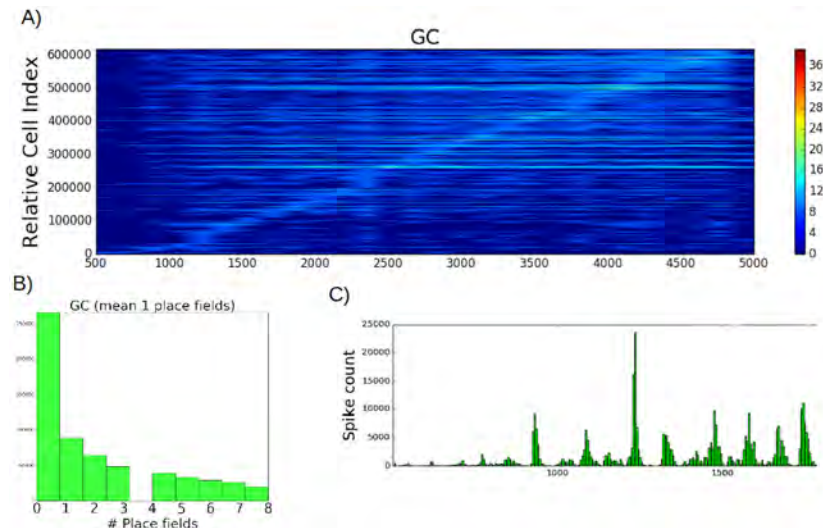 A)
GC
Relative Cell Index
600000
500000
400000
300000
200000
100000
0
500 1000 1500 2000 2500 3000 3500 4000 4500 5000
36
32
28
24
20
16
12
8
4
0
B)
GC (mean 1 place fields)
0 1 2 3 4 5 6 7 8
# Place fields
C)
Spike count
25000
20000
15000
10000
5000
0
1000 1500